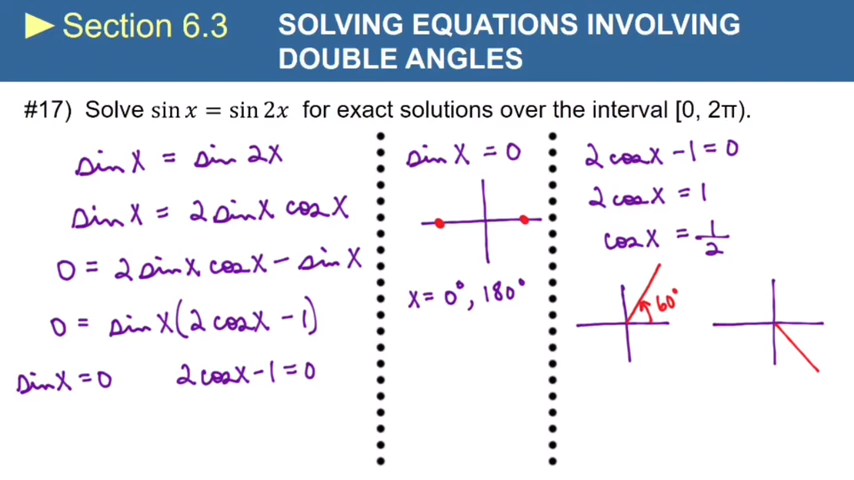 ▶ Section 6.3
SOLVING EQUATIONS INVOLVING
DOUBLE ANGLES
#17) Solve sin x = sin 2x for exact solutions over the interval [0, 2π).
sin X = sin 2X
sin X = 2 sin X cos X
0 = 2 sin X cos X - sin X
0 = sin X (2 cos X - 1)
sin X = 0 2 cos X - 1 = 0
sin X = 0
x = 0°, 180°
2 cos X - 1 = 0
2 cos X = 1
cos X = 1/2
60°